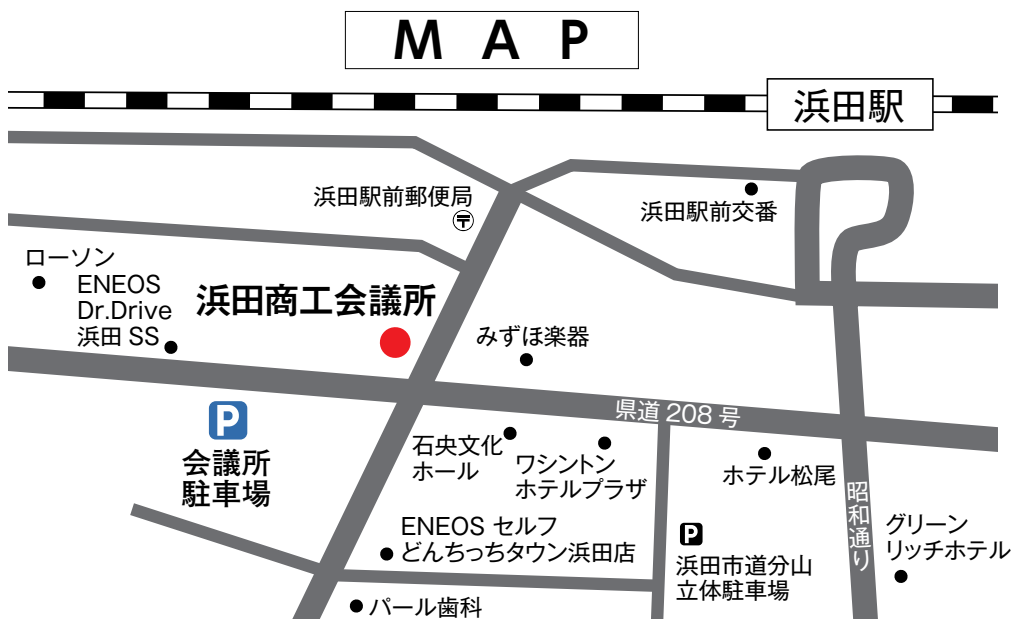 MAP
浜田駅
浜田駅前郵便局
〒
浜田駅前交番
ローソン
ENEOS
Dr.Drive
浜田 SS
浜田商工会議所
みずほ楽器
県道 208 号
P
会議所
駐車場
石央文化
ホール
ワシントン
ホテルプラザ
ホテル松尾
昭和通り
グリーン
リッチホテル
ENEOS セルフ
どんちっちタウン浜田店
P
浜田市道分山
立体駐車場
パール歯科